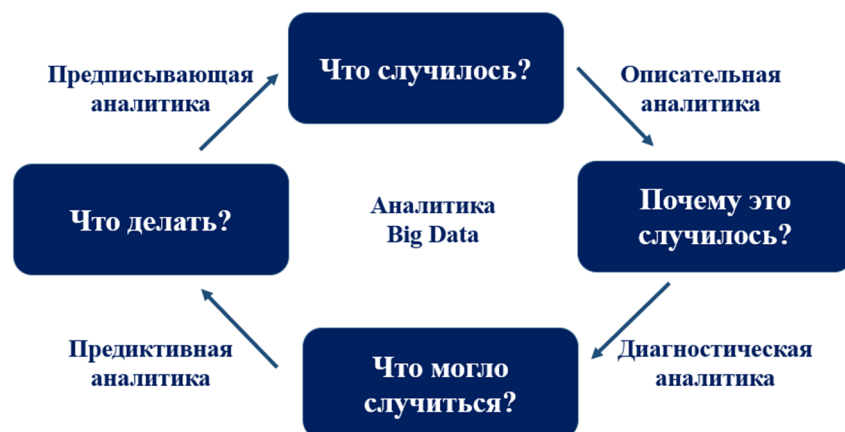 Что случилось?
Предписывающая
аналитика
Описательная
аналитика
Что делать?
Аналитика
Big Data
Почему это
случилось?
Предиктивная
аналитика
Что могло
случиться?
Диагностическая
аналитика